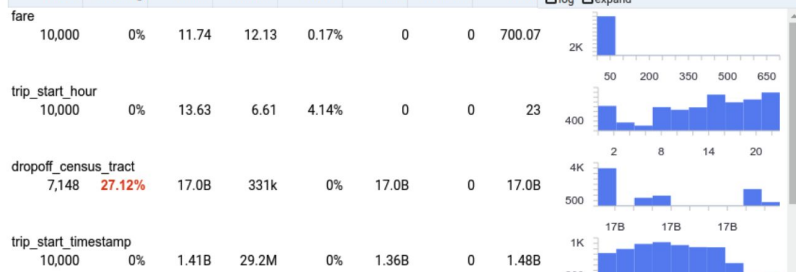 log expand
fare
10,000 0% 11.74 12.13 0.17% 0 0 700.07
2K
50 200 350 500 650
trip_start_hour
10,000 0% 13.63 6.61 4.14% 0 0 23
400
2 8 14 20
dropoff_census_tract
7,148 27.12% 17.0B 331k 0% 17.0B 0 17.0B
4K
500
17B 17B 17B
trip_start_timestamp
10,000 0% 1.41B 29.2M 0% 1.36B 0 1.48B
1K